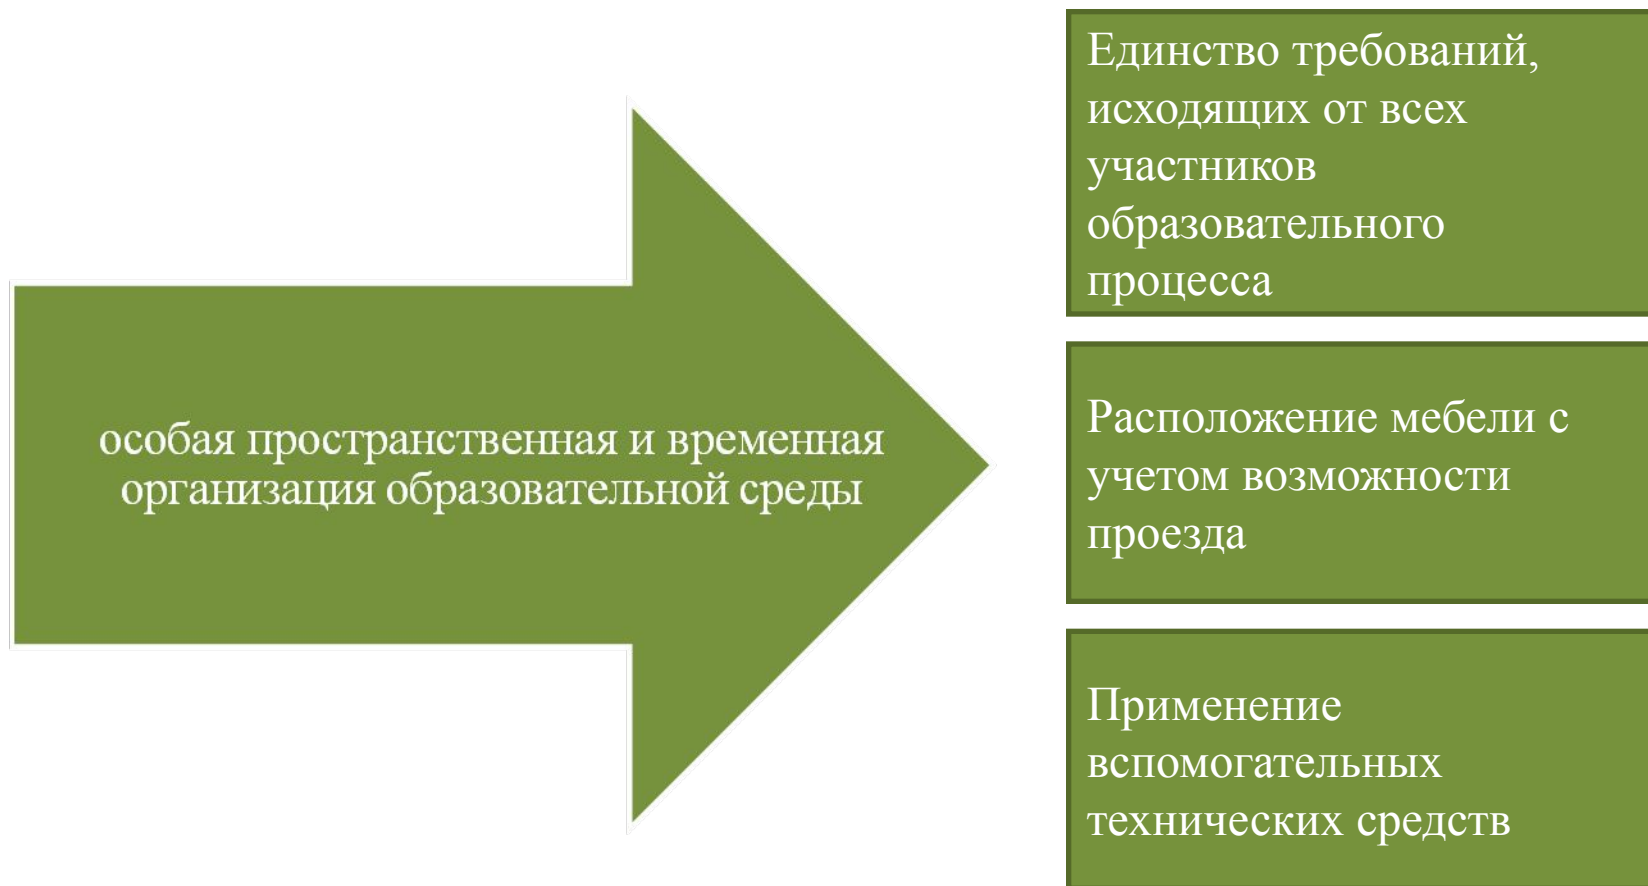 особая пространственная и временная
организация образовательной среды
Единство требований,
исходящих от всех
участников
образовательного
процесса
Расположение мебели с
учетом возможности
проезда
Применение
вспомогательных
технических средств